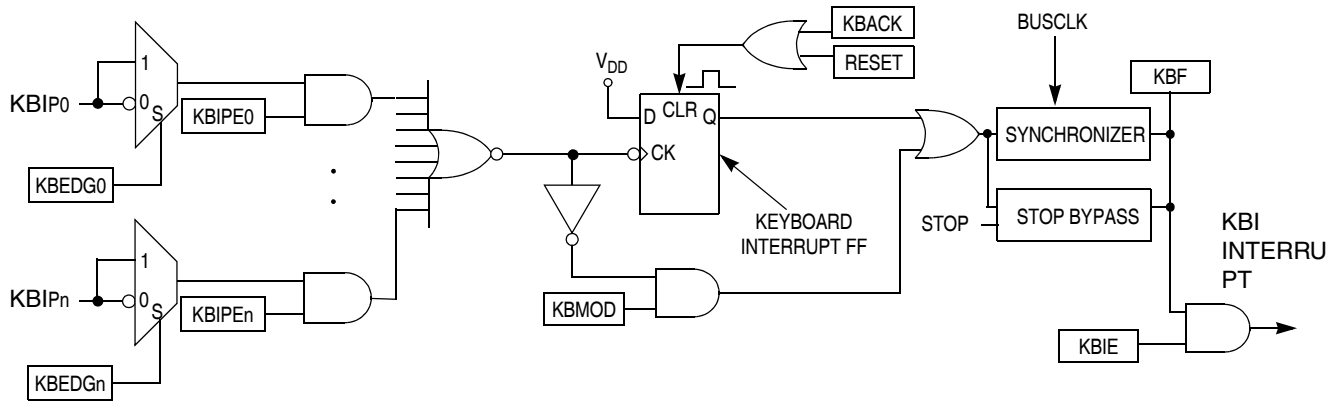 KBIP0
1
0
S
KBIPE0
KBEDG0
KBIPn
1
0
S
KBIPEn
KBEDGn
VDD
D
CLR
Q
CK
KBACK
RESET
KEYBOARD
INTERRUPT FF
KBMOD
BUSCLK
SYNCHRONIZER
KBF
STOP
STOP BYPASS
KBI
INTERRU
PT
KBIE